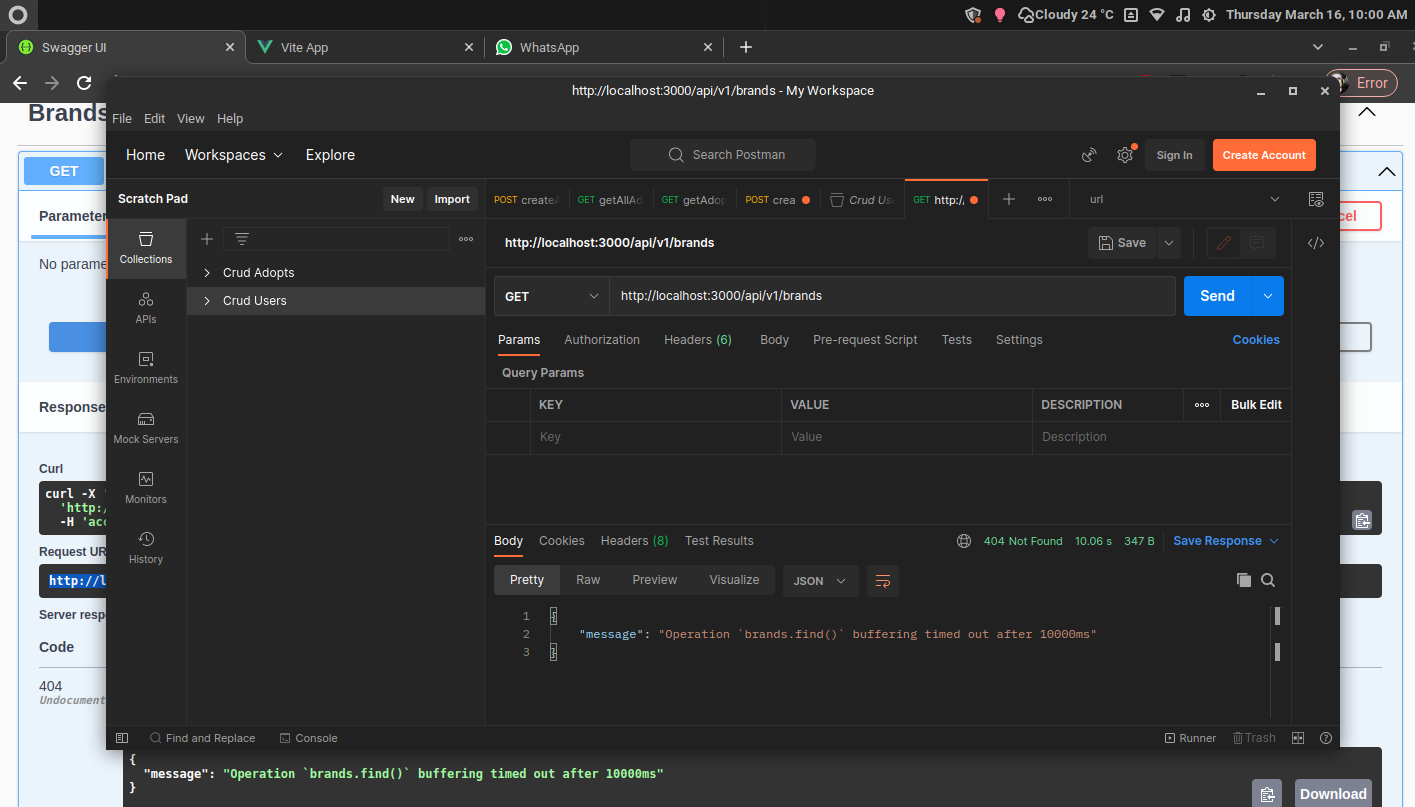 Cloudy 24 °C
Thursday March 16, 10:00 AM
Swagger UI
Vite App
WhatsApp
Error
http://localhost:3000/api/v1/brands - My Workspace
Brands
File Edit View Help
Home Workspaces Explore
Search Postman
Sign In
Create Account
GET
Scratch Pad
New Import
POST createA
GET getAllAd
GET getAdop
POST crea
Crud Us
GET http:/
url
Parameter
cel
Collections
http://localhost:3000/api/v1/brands
Save
No parame
Crud Adopts
Crud Users
APIs
Environments
Mock Servers
Monitors
History
GET
http://localhost:3000/api/v1/brands
Send
Params Authorization Headers (6) Body Pre-request Script Tests Settings
Cookies
Query Params
KEY VALUE DESCRIPTION
Bulk Edit
Key Value Description
Response
Curl
curl -X '
'http:/
-H 'acc
Request UR
http://l
Server resp
Code
404
Undocument
Body Cookies Headers (8) Test Results
404 Not Found 10.06 s 347 B
Save Response
Pretty Raw Preview Visualize
JSON
1 {
2 "message": "Operation `brands.find()` buffering timed out after 10000ms"
3 }
Find and Replace
Console
Runner
Trash
{
"message": "Operation `brands.find()` buffering timed out after 10000ms"
}
Download